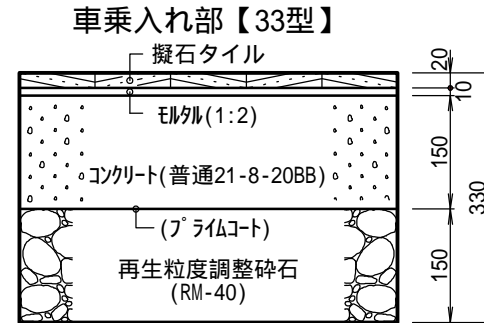 車乗入れ部【33型】
擬石タイル
ﾓﾙﾀﾙ(1:2)
ｺﾝｸﾘｰﾄ(普通21-8-20BB)
(ﾌﾟﾗｲﾑｺｰﾄ)
再生粒度調整砕石
(RM-40)
20
10
150
330
150